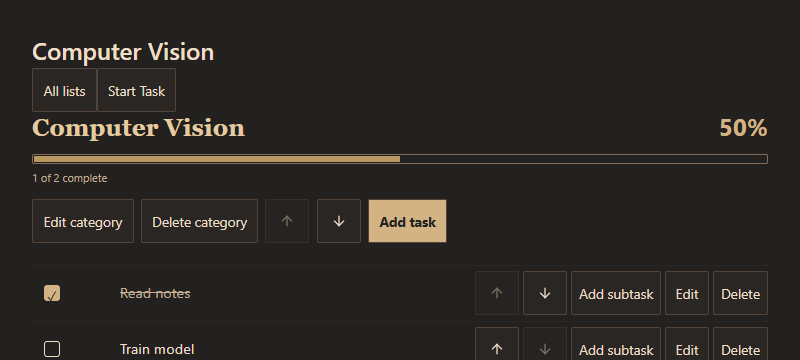 Computer Vision
All lists Start Task
Computer Vision 50%
1 of 2 complete
Edit category Delete category ↑ ↓ Add task
Read notes ↑ ↓ Add subtask Edit Delete
Train model ↑ ↓ Add subtask Edit Delete